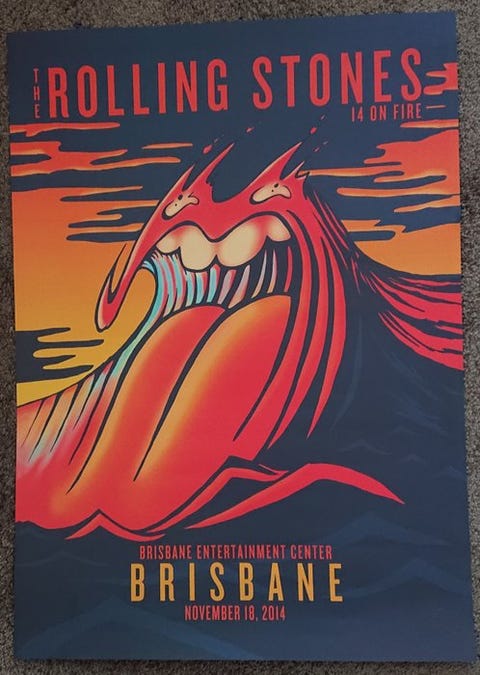 THE ROLLING STONES
14 ON FIRE
BRISBANE ENTERTAINMENT CENTER
BRISBANE
NOVEMBER 18, 2014